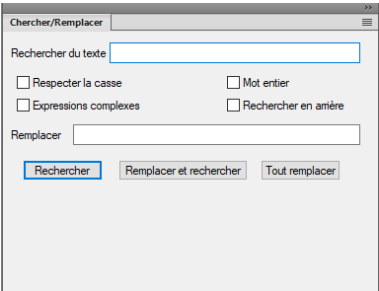 Chercher/Remplacer
Rechercher du texte
Respecter la casse
Mot entier
Expressions complexes
Rechercher en arrière
Remplacer
Rechercher
Remplacer et rechercher
Tout remplacer